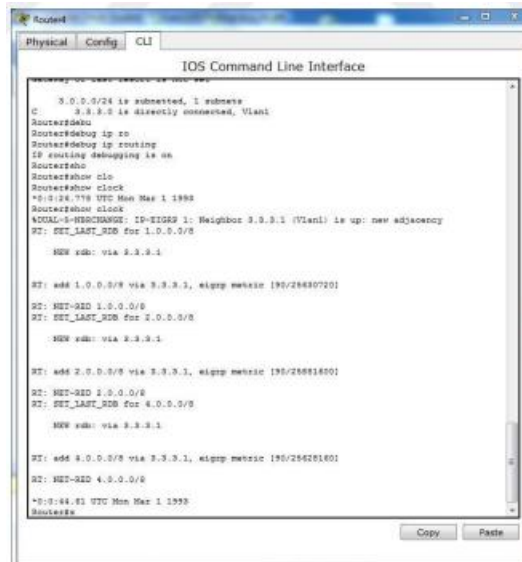 Router4
Physical Config CLI
IOS Command Line Interface
Gateway of last resort is not set
3.0.0.0/24 is subnetted, 1 subnets
C 3.3.3.0 is directly connected, Vlan1
Router#debu
Router#debug ip ro
Router#debug ip routing
IP routing debugging is on
Router#sho
Router#show clo
Router#show clock
*0:0:26.778 UTC Mon Mar 1 1993
Router#show clock
%DUAL-5-NBRCHANGE: IP-EIGRP 1: Neighbor 3.3.3.1 (Vlan1) is up: new adjacency
RT: SET_LAST_RDB for 1.0.0.0/8
NEW rdb: via 3.3.3.1
RT: add 1.0.0.0/8 via 3.3.3.1, eigrp metric [90/25630720]
RT: NET-RED 1.0.0.0/8
RT: SET_LAST_RDB for 2.0.0.0/8
NEW rdb: via 3.3.3.1
RT: add 2.0.0.0/8 via 3.3.3.1, eigrp metric [90/25881600]
RT: NET-RED 2.0.0.0/8
RT: SET_LAST_RDB for 4.0.0.0/8
NEW rdb: via 3.3.3.1
RT: add 4.0.0.0/8 via 3.3.3.1, eigrp metric [90/25628160]
RT: NET-RED 4.0.0.0/8
*0:0:44.81 UTC Mon Mar 1 1993
Router#s
Copy Paste